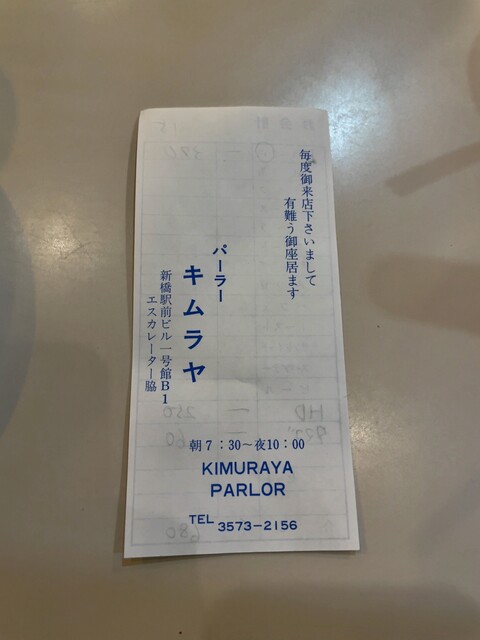 毎度御来店下さいまして
有難う御座居ます
パーラー
キムラヤ
新橋駅前ビル一号館B1
エスカレーター脇
朝7：30〜夜10：00
KIMURAYA
PARLOR
TEL 3573-2156